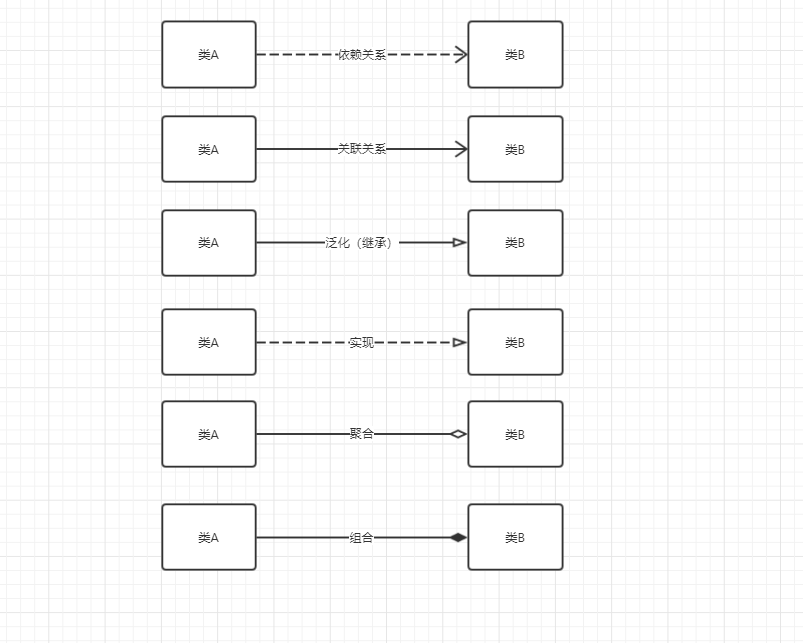 类A 依赖关系 类B
类A 关联关系 类B
类A 泛化（继承） 类B
类A 实现 类B
类A 聚合 类B
类A 组合 类B